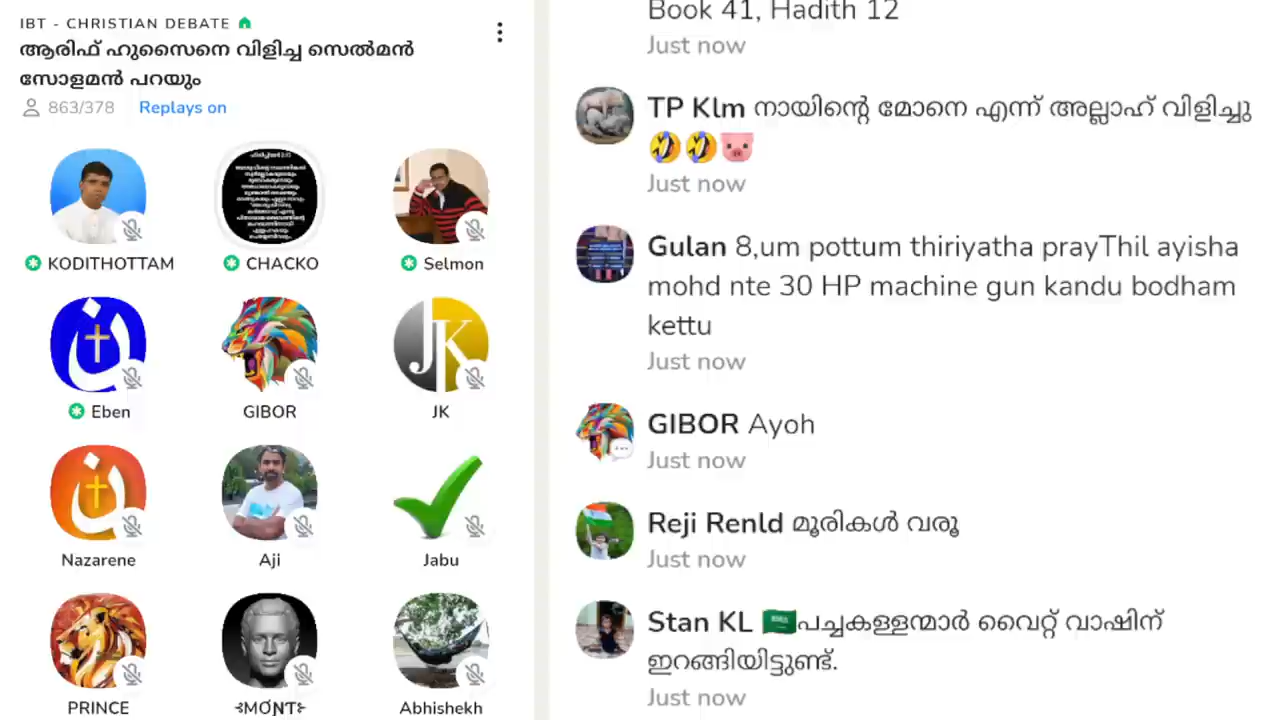 IBT - CHRISTIAN DEBATE
ആരിഫ് ഹുസൈനെ വിളിച്ച സെൽമൻ
സോളമൻ പറയും
863/378 Replays on
KODITHOTTAM
CHACKO
Selmon
Eben
GIBOR
JK
JK
Nazarene
Aji
Jabu
PRINCE
⊰MO՜NT⊱
Abhishekh
Book 41, Hadith 12
Just now
TP Klm നായിന്റെ മോനെ എന്ന് അല്ലാഹ് വിളിച്ചു
🤣🤣🐷
Just now
Gulan 8,um pottum thiriyatha prayThil ayisha
mohd nte 30 HP machine gun kandu bodham
kettu
Just now
GIBOR Ayoh
Just now
Reji Renld മൂരികൾ വരൂ
Just now
Stan KL 🇸🇦പച്ചകള്ളന്മാർ വൈറ്റ് വാഷിന്
ഇറങ്ങിയിട്ടുണ്ട്.
Just now